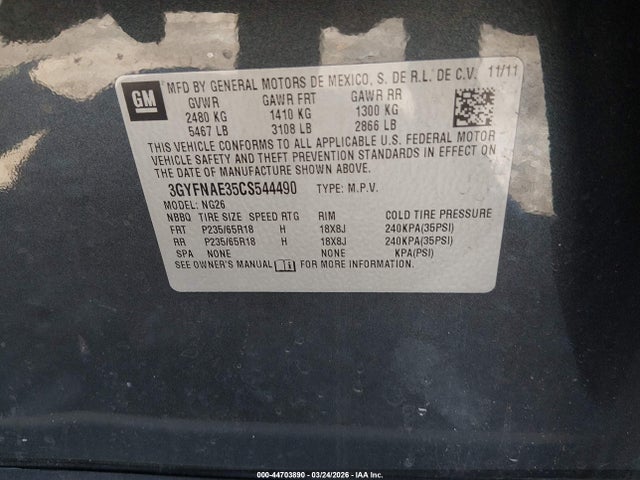 GM
MFD BY GENERAL MOTORS DE MEXICO, S. DE R.L. DE C.V. 11/11
GVWR GAWR FRT GAWR RR
2480 KG 1410 KG 1300 KG
5467 LB 3108 LB 2866 LB
THIS VEHICLE CONFORMS TO ALL APPLICABLE U.S. FEDERAL MOTOR
VEHICLE SAFETY AND THEFT PREVENTION STANDARDS IN EFFECT ON
THE DATE OF MANUFACTURE SHOWN ABOVE.
3GYFNAE35CS544490 TYPE: M.P.V.
MODEL: NG26
NBBQ TIRE SIZE SPEED RTG RIM COLD TIRE PRESSURE
FRT P235/65R18 H 18X8J 240KPA(35PSI)
RR P235/65R18 H 18X8J 240KPA(35PSI)
SPA NONE NONE KPA(PSI)
SEE OWNER'S MANUAL FOR MORE INFORMATION.
000-44703890 - 03/24/2026 - IAA Inc.